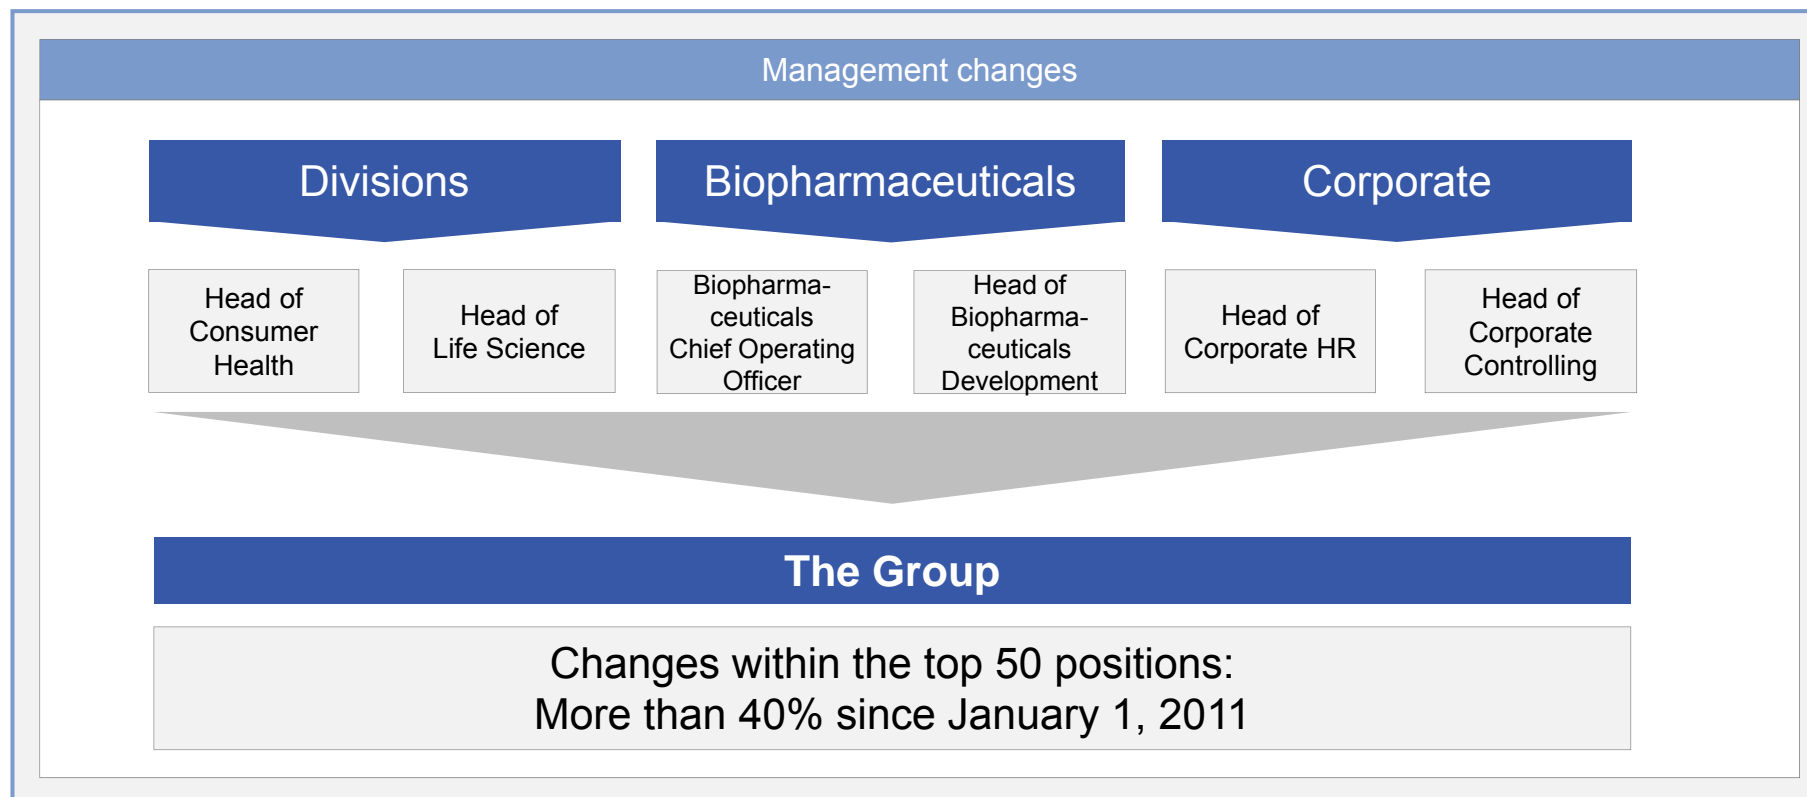 Management changes
Divisions
Biopharmaceuticals
Corporate
Head of
Consumer
Health
Head of
Life Science
Biopharma-
ceuticals
Chief Operating
Officer
Head of
Biopharma-
ceuticals
Development
Head of
Corporate HR
Head of
Corporate
Controlling
The Group
Changes within the top 50 positions:
More than 40% since January 1, 2011